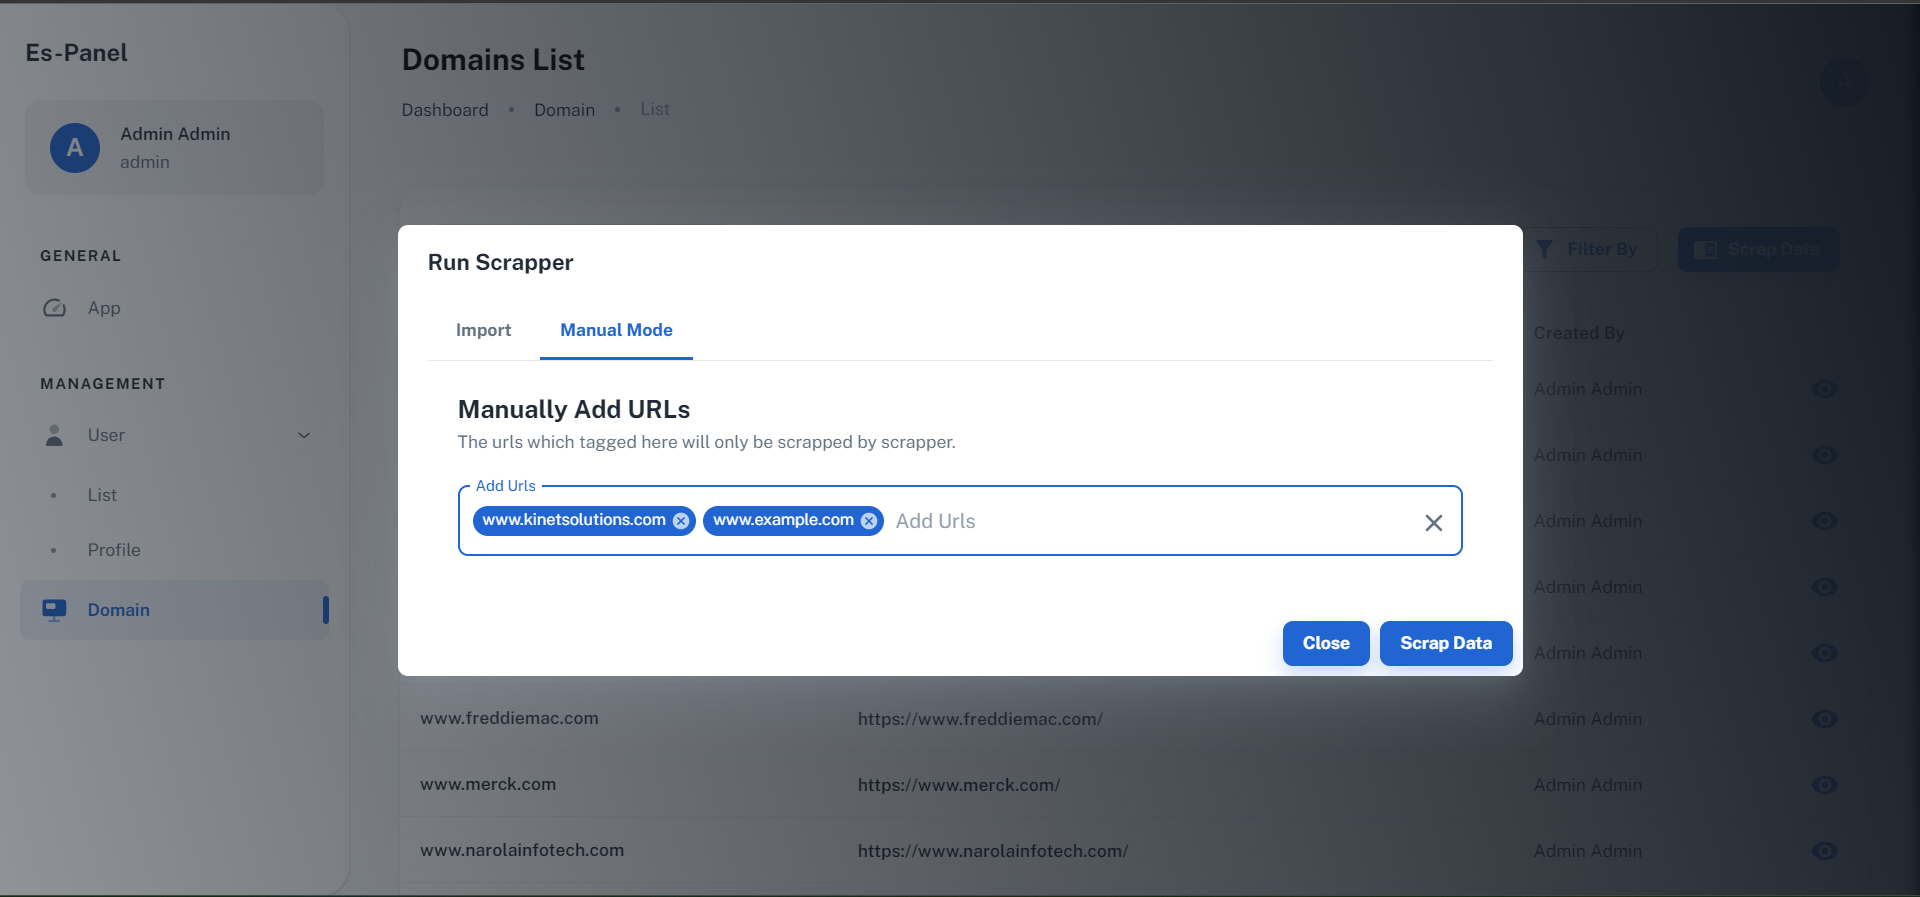 Es-Panel
A
Admin Admin
admin
GENERAL
App
MANAGEMENT
User
List
Profile
Domain
Domains List
Dashboard • Domain • List
A
Filter By
Scrap Data
Run Scrapper
Import
Manual Mode
Manually Add URLs
The urls which tagged here will only be scrapped by scrapper.
Add Urls
www.kinetsolutions.com www.example.com Add Urls
Close
Scrap Data
Created By
Admin Admin
Admin Admin
Admin Admin
Admin Admin
Admin Admin
www.freddiemac.com https://www.freddiemac.com/ Admin Admin
www.merck.com https://www.merck.com/ Admin Admin
www.narolainfotech.com https://www.narolainfotech.com/ Admin Admin